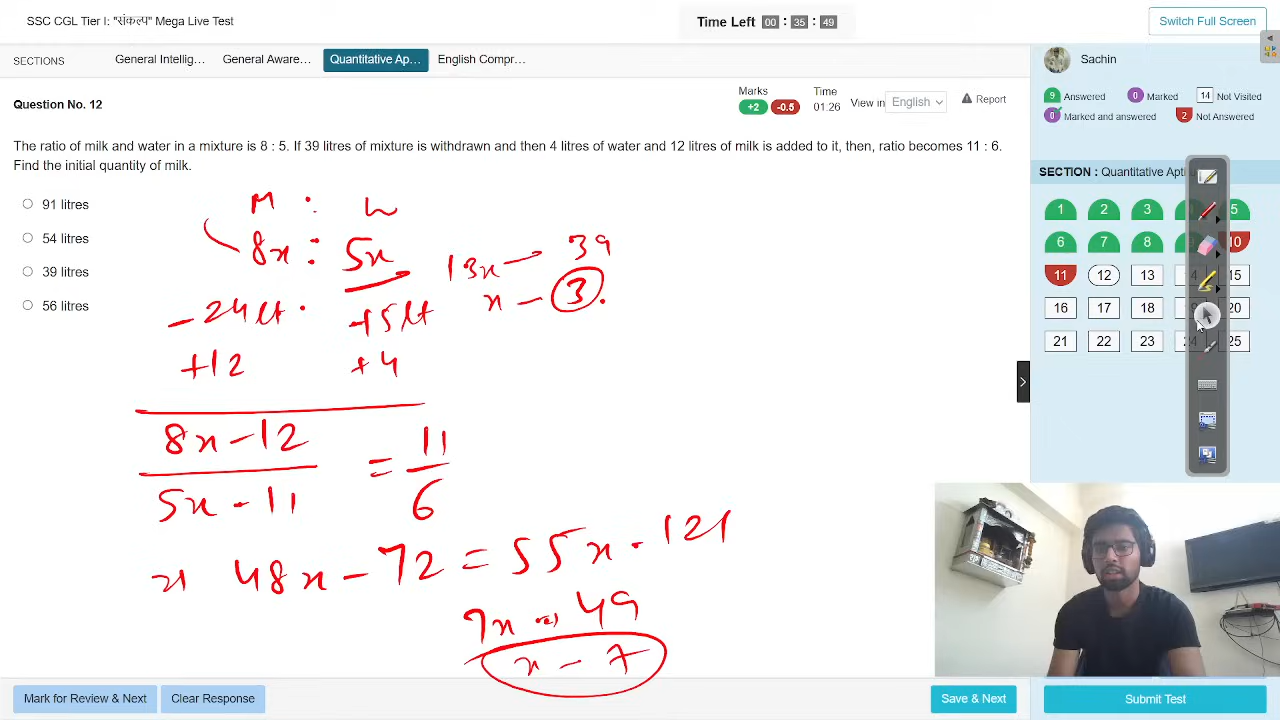 SSC CGL Tier I: "संकल्प" Mega Live Test
Time Left 00 : 35 : 49
Switch Full Screen
SECTIONS General Intellig... General Aware... Quantitative Ap... English Compr...
Sachin
Question No. 12
Marks
+2 -0.5
Time
01:26
View in English
Report
9 Answered 0 Marked 14 Not Visited
0 Marked and answered 2 Not Answered
The ratio of milk and water in a mixture is 8 : 5. If 39 litres of mixture is withdrawn and then 4 litres of water and 12 litres of milk is added to it, then, ratio becomes 11 : 6.
Find the initial quantity of milk.
91 litres
54 litres
39 litres
56 litres
M : W
8x : 5x
13x — 39
x — 3.
-24lt. -15lt
+12 +4
8x-12
5x-11
= 11
6
48x - 72 = 55x - 121
7x = 49
x - 7
SECTION : Quantitative Apti
1 2 3 5
6 7 8 10
11 12 13 14 15
16 17 18 19 20
21 22 23 24 25
Mark for Review & Next
Clear Response
Save & Next
Submit Test